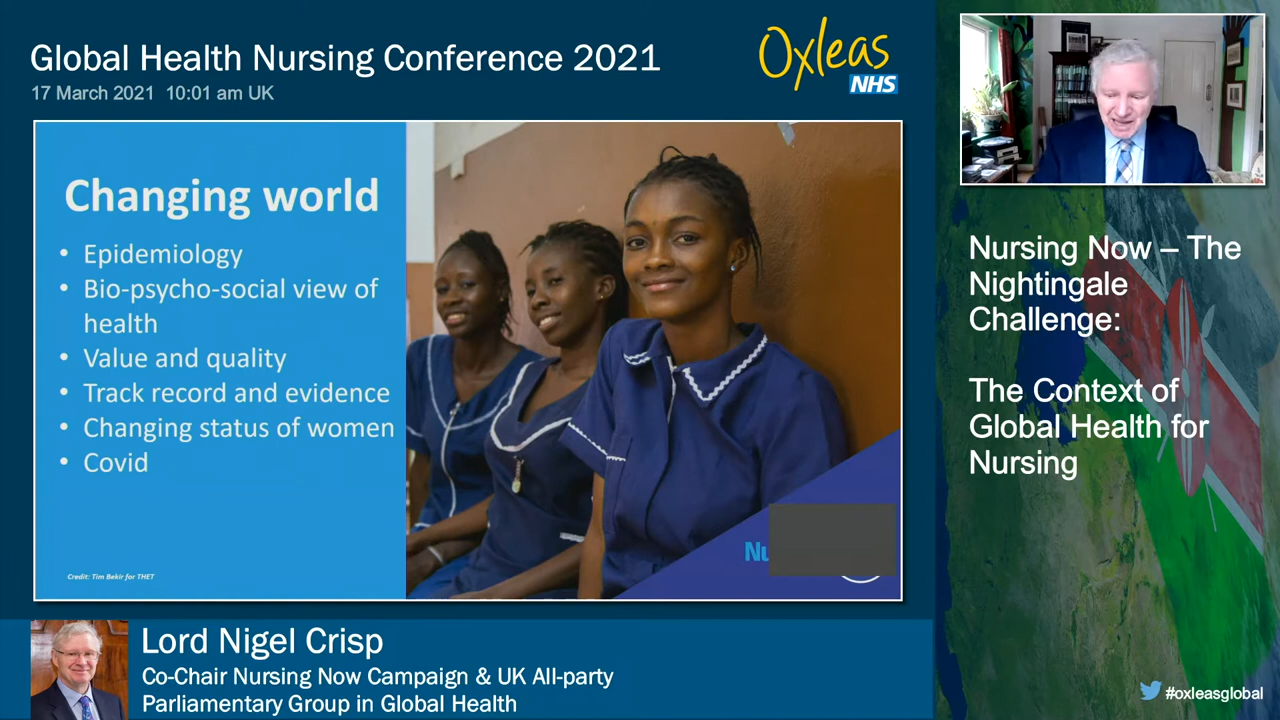 Global Health Nursing Conference 2021
17 March 2021 10:01 am UK
Oxleas
NHS
Changing world
• Epidemiology
• Bio-psycho-social view of
health
• Value and quality
• Track record and evidence
• Changing status of women
• Covid
Credit: Tim Bekir for THET
Nursing Now – The
Nightingale
Challenge:
The Context of
Global Health for
Nursing
Lord Nigel Crisp
Co-Chair Nursing Now Campaign & UK All-party
Parliamentary Group in Global Health
#oxleasglobal